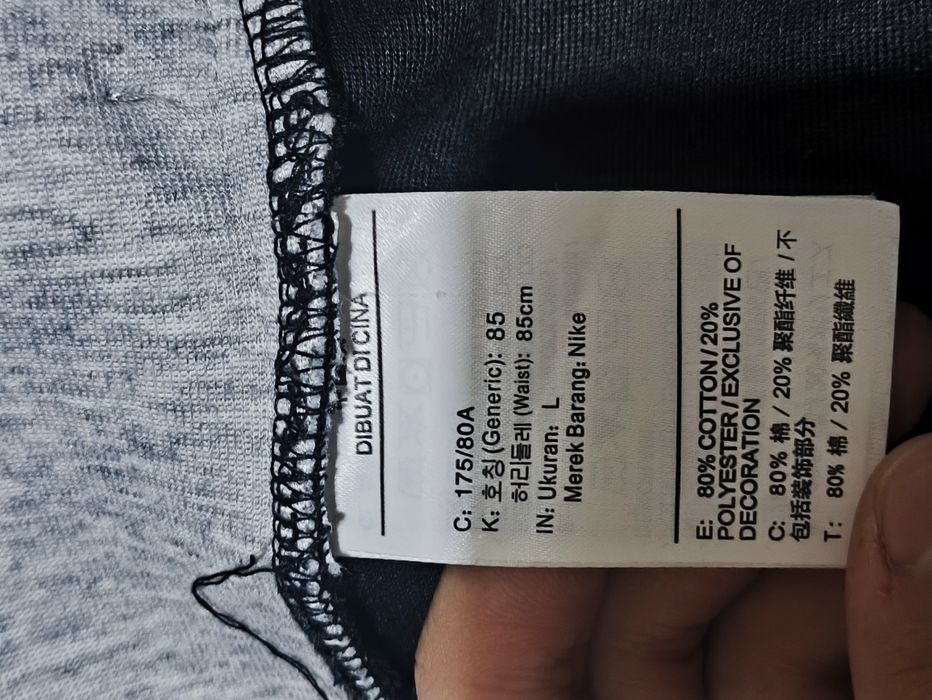 DIBUAT DI CINA
C: 175/80A
K: 호칭(Generic): 85
허리둘레 (Waist): 85cm
IN: Ukuran: L
Merek Barang: Nike
E: 80% COTTON / 20%
POLYESTER / EXCLUSIVE OF
DECORATION
C: 80% 棉 / 20% 聚酯纤维 / 不
包括装饰部分
T: 80% 棉 / 20% 聚酯纖維